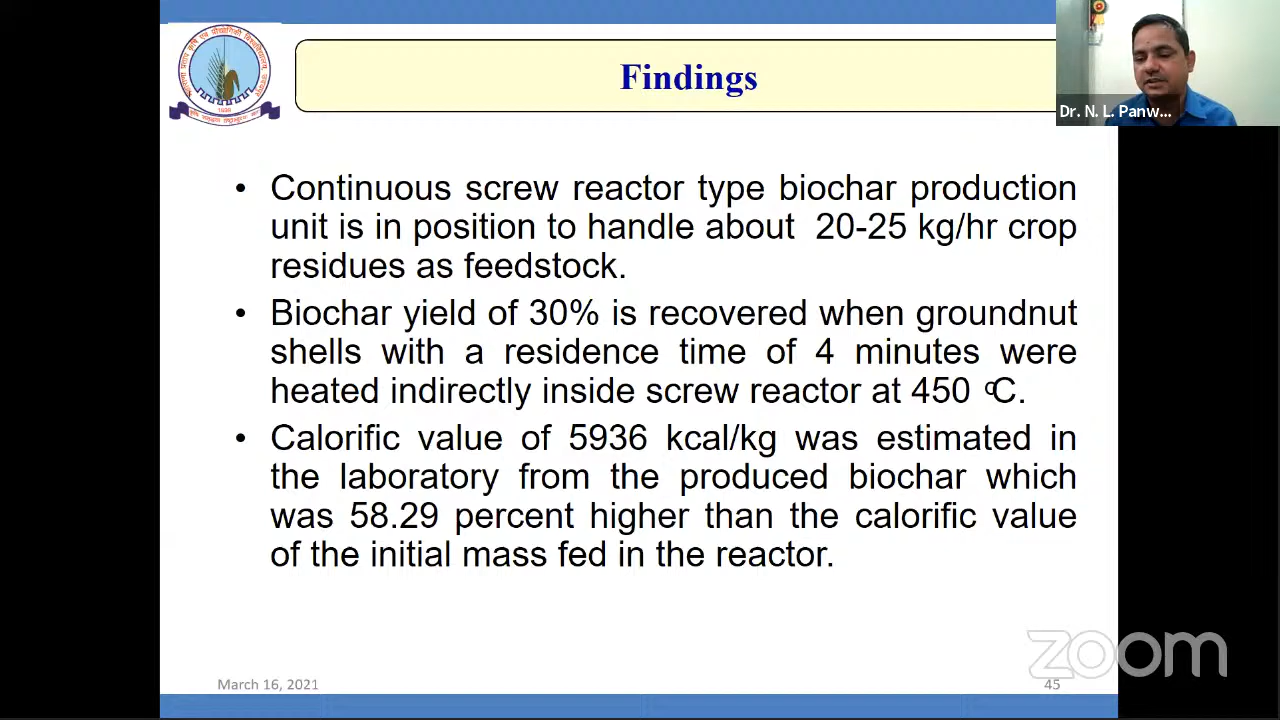 Findings
Dr. N. L. Panw...
• Continuous screw reactor type biochar production
unit is in position to handle about 20-25 kg/hr crop
residues as feedstock.
• Biochar yield of 30% is recovered when groundnut
shells with a residence time of 4 minutes were
heated indirectly inside screw reactor at 450 °C.
• Calorific value of 5936 kcal/kg was estimated in
the laboratory from the produced biochar which
was 58.29 percent higher than the calorific value
of the initial mass fed in the reactor.
zoom
March 16, 2021
45